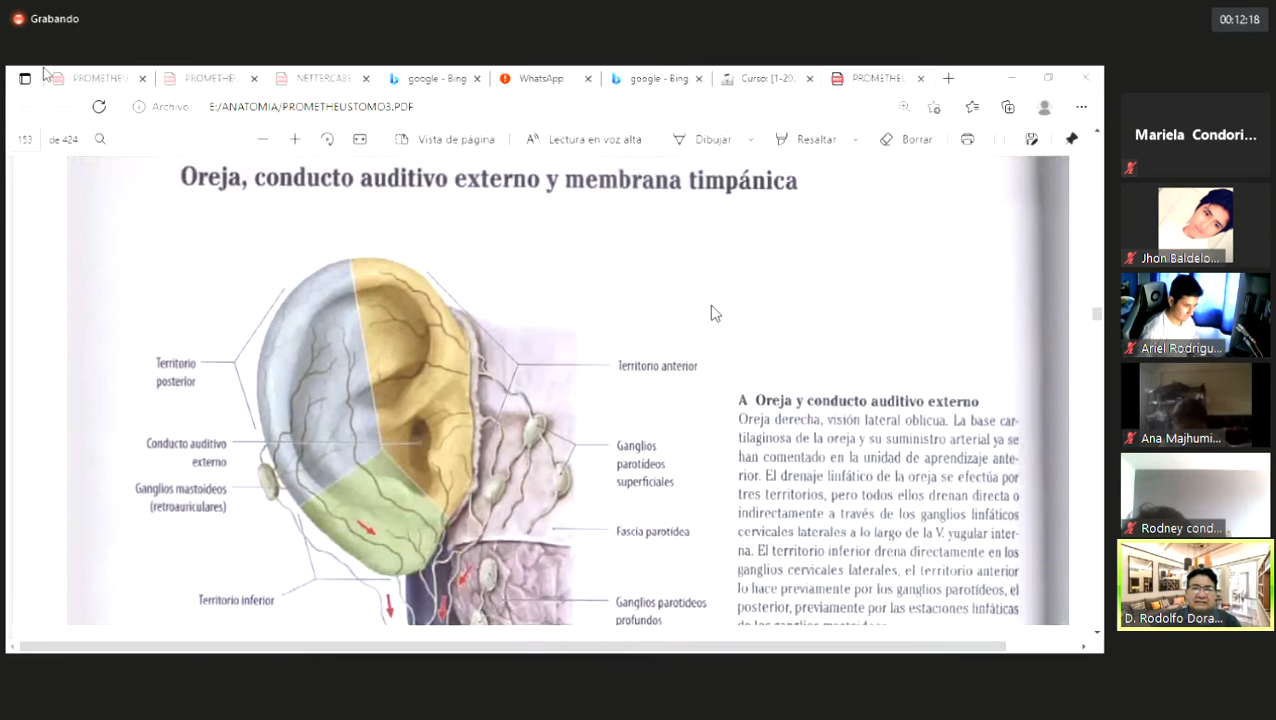 Grabando
00:12:18
PROMETHEU
PROMETHEL
NETTERCABE
google - Bing
WhatsApp
google - Bing
Curso: [1-20
PROMETHEL
Archivo
E:/ANATOMIA/PROMETHEUSTOMO3.PDF
153 de 424
Vista de página
Lectura en voz alta
Dibujar
Resaltar
Borrar
Oreja, conducto auditivo externo y membrana timpánica
Territorio
posterior
Conducto auditivo
externo
Ganglios mastoideos
(retroauriculares)
Territorio inferior
Territorio anterior
Ganglios
parotídeos
superficiales
Fascia parotídea
Ganglios parotídeos
profundos
A Oreja y conducto auditivo externo
Oreja derecha, visión lateral oblicua. La base car-
tilaginosa de la oreja y su suministro arterial ya se
han comentado en la unidad de aprendizaje ante-
rior. El drenaje linfático de la oreja se efectúa por
tres territorios, pero todos ellos drenan directa o
indirectamente a través de los ganglios linfáticos
cervicales laterales a lo largo de la V. yugular inter-
na. El territorio inferior drena directamente en los
ganglios cervicales laterales, el territorio anterior
lo hace previamente por los ganglios parotídeos, el
posterior, previamente por las estaciones linfáticas
de los ganglios mastoideos
Mariela Condori...
Jhon Baldelo...
Ariel Rodrigu...
Ana Majhumi...
Rodney cond...
D. Rodolfo Dora...